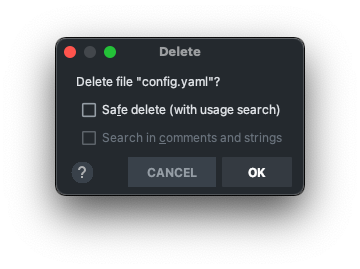 Delete
Delete file "config.yaml"?
Safe delete (with usage search)
Search in comments and strings
?
CANCEL
OK